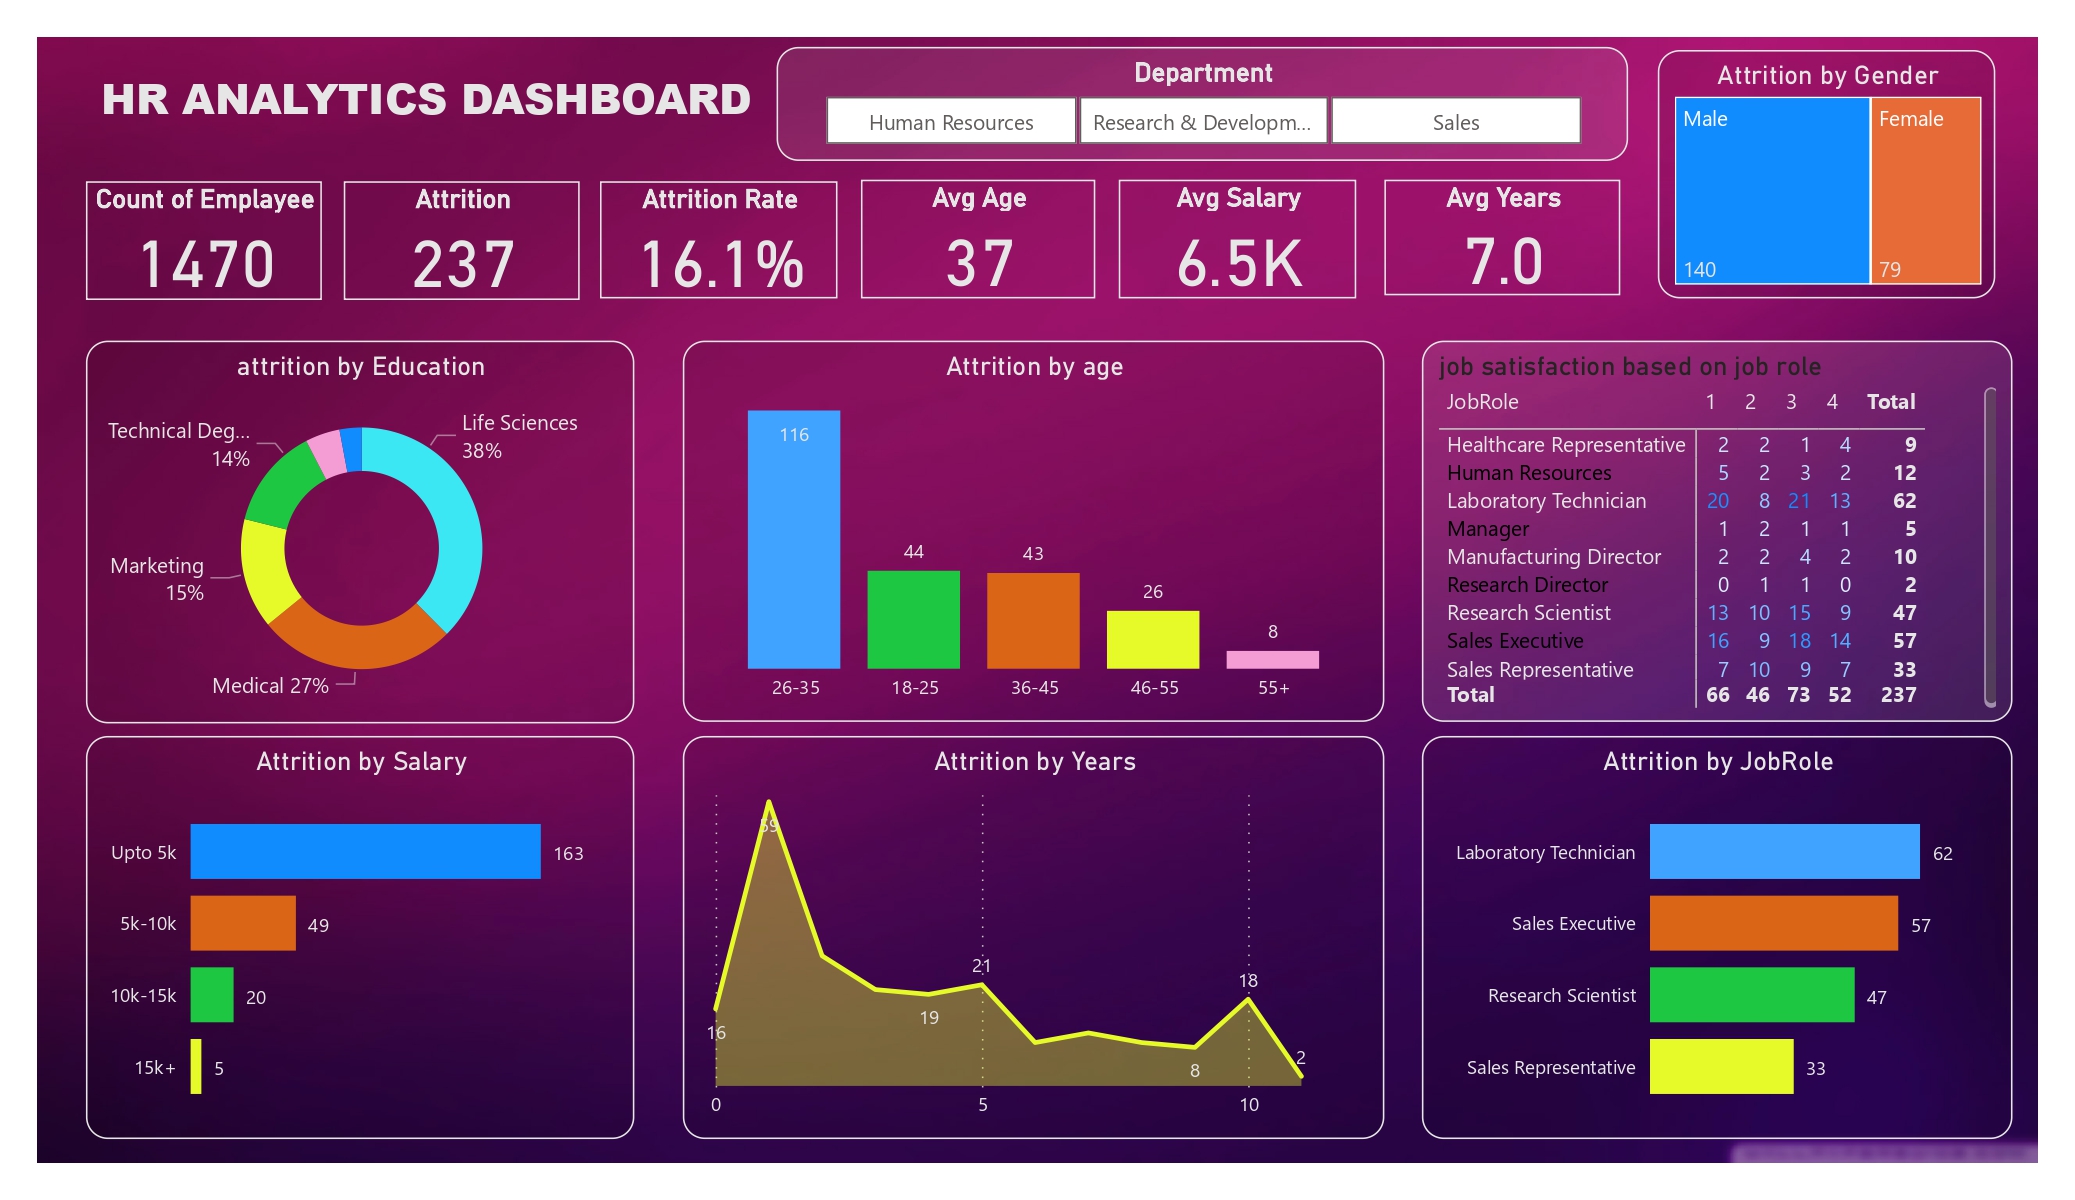 HR ANALYTICS DASHBOARD
Department
Human Resources
Research & Developm...
Sales
Attrition by Gender
Male
Female
140
79
Count of Emplayee
1470
Attrition
237
Attrition Rate
16.1%
Avg Age
37
Avg Salary
6.5K
Avg Years
7.0
attrition by Education
Life Sciences
38%
Technical Deg...
14%
Marketing
15%
Medical 27%
Attrition by age
116
44
43
26
8
26-35
18-25
36-45
46-55
55+
job satisfaction based on job role
JobRole 1 2 3 4 Total
Healthcare Representative 2 2 1 4 9
Human Resources 5 2 3 2 12
Laboratory Technician 20 8 21 13 62
Manager 1 2 1 1 5
Manufacturing Director 2 2 4 2 10
Research Director 0 1 1 0 2
Research Scientist 13 10 15 9 47
Sales Executive 16 9 18 14 57
Sales Representative 7 10 9 7 33
Total 66 46 73 52 237
Attrition by Salary
Upto 5k 163
5k-10k 49
10k-15k 20
15k+ 5
Attrition by Years
59
21
18
19
16
2
8
0 5 10
Attrition by JobRole
Laboratory Technician 62
Sales Executive 57
Research Scientist 47
Sales Representative 33